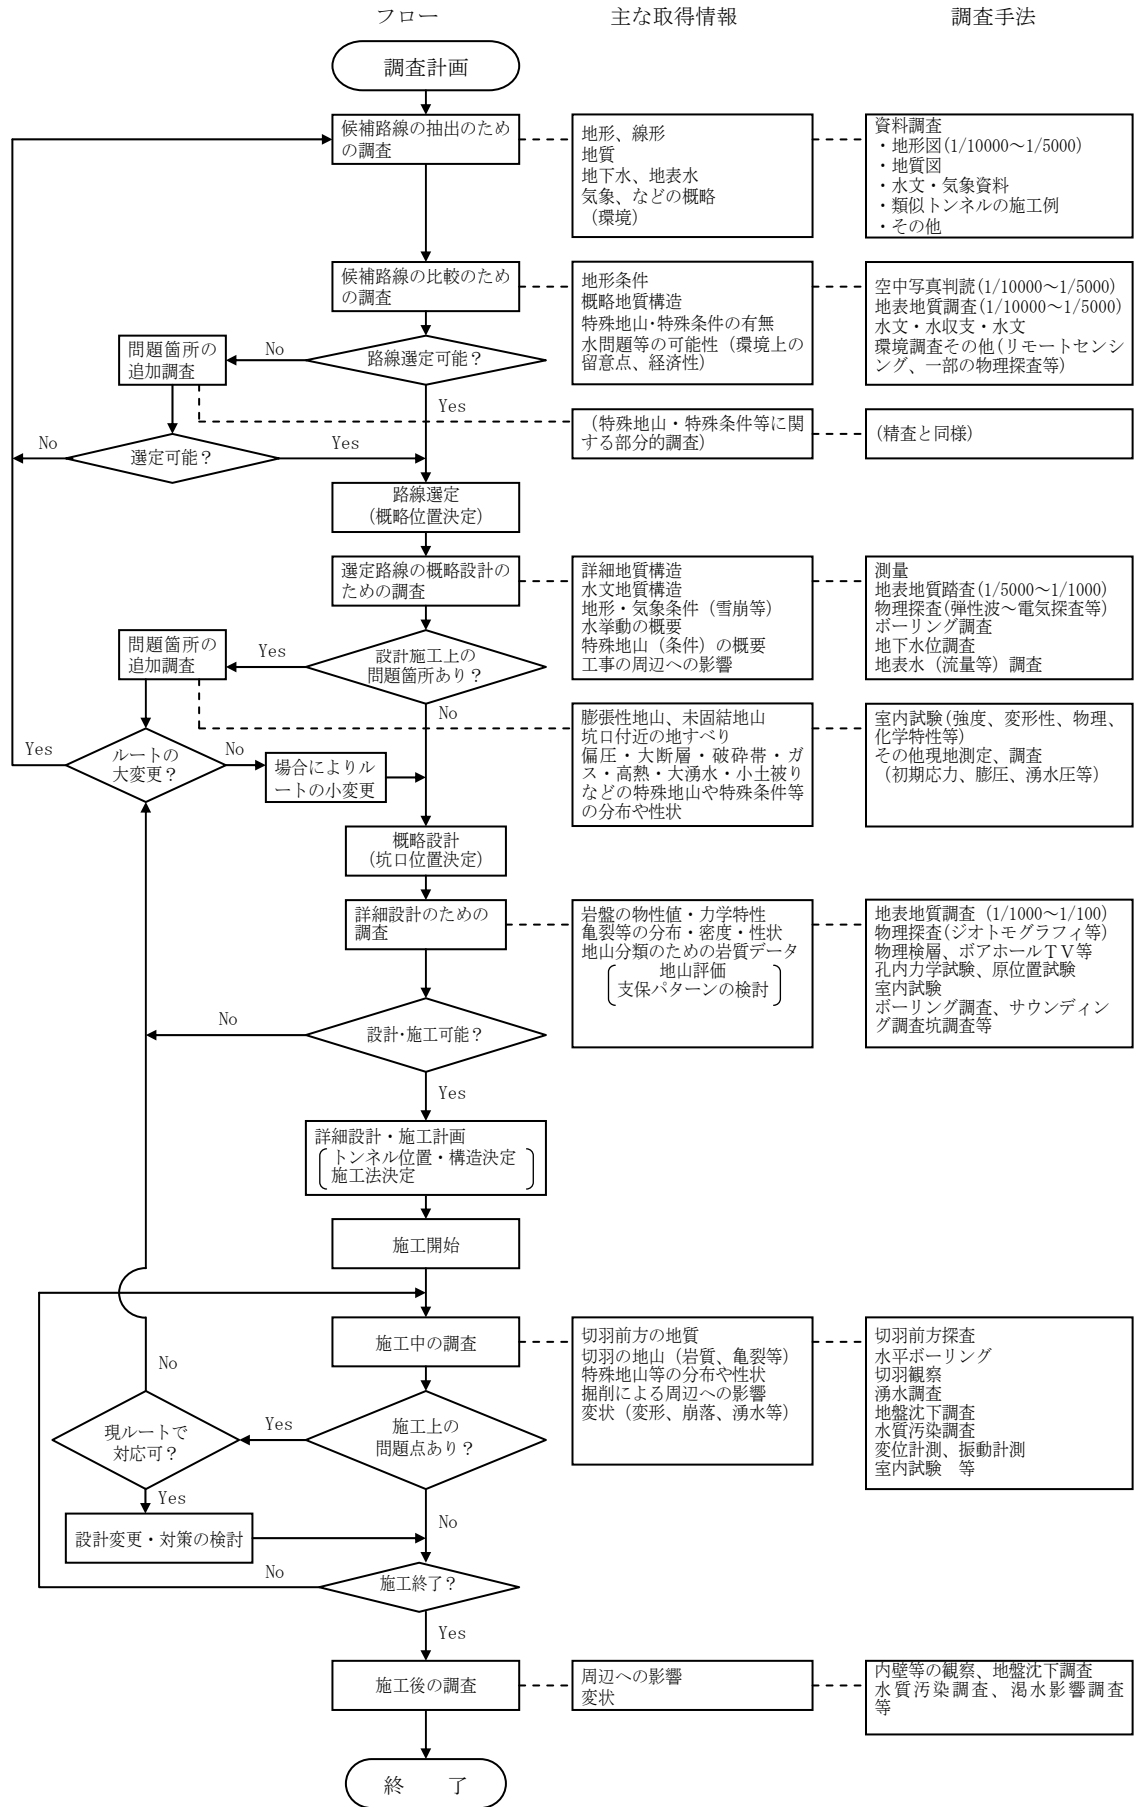 フロー
主な取得情報
調査手法
調査計画
候補路線の抽出のため
の調査
地形、線形
地質
地下水、地表水
気象、などの概略
（環境）
資料調査
・地形図(1/10000～1/5000)
・地質図
・水文・気象資料
・類似トンネルの施工例
・その他
候補路線の比較のため
の調査
地形条件
概略地質構造
特殊地山･特殊条件の有無
水問題等の可能性（環境上の
留意点、経済性）
空中写真判読(1/10000～1/5000)
地表地質調査(1/10000～1/5000)
水文・水収支・水文
環境調査その他(リモートセンシ
ング、一部の物理探査等)
路線選定可能？
No
問題箇所の
追加調査
Yes
（特殊地山・特殊条件等に関
する部分的調査）
(精査と同様)
選定可能？
No
Yes
路線選定
（概略位置決定）
選定路線の概略設計の
ための調査
詳細地質構造
水文地質構造
地形・気象条件（雪崩等）
水挙動の概要
特殊地山（条件）の概要
工事の周辺への影響
測量
地表地質踏査(1/5000～1/1000)
物理探査(弾性波～電気探査等)
ボーリング調査
地下水位調査
地表水（流量等）調査
設計施工上の
問題箇所あり？
Yes
問題箇所の
追加調査
No
膨張性地山、未固結地山
坑口付近の地すべり
偏圧・大断層・破砕帯・ガ
ス・高熱・大湧水・小土被り
などの特殊地山や特殊条件等
の分布や性状
室内試験(強度、変形性、物理、
化学特性等)
その他現地測定、調査
（初期応力、膨圧、湧水圧等）
Yes
ルートの
大変更？
No
場合によりル
ートの小変更
概略設計
（坑口位置決定）
詳細設計のための
調査
岩盤の物性値・力学特性
亀裂等の分布・密度・性状
地山分類のための岩質データ
地山評価
支保パターンの検討
地表地質調査（1/1000～1/100)
物理探査(ジオトモグラフィ等)
物理検層、ボアホールＴＶ等
孔内力学試験、原位置試験
室内試験
ボーリング調査、サウンディン
グ調査坑調査等
設計･施工可能？
No
Yes
詳細設計・施工計画
トンネル位置・構造決定
施工法決定
施工開始
施工中の調査
切羽前方の地質
切羽の地山（岩質、亀裂等）
特殊地山等の分布や性状
掘削による周辺への影響
変状（変形、崩落、湧水等）
切羽前方探査
水平ボーリング
切羽観察
湧水調査
地盤沈下調査
水質汚染調査
変位計測、振動計測
室内試験　等
No
現ルートで
対応可？
Yes
施工上の
問題点あり？
Yes
設計変更・対策の検討
No
No
施工終了？
Yes
施工後の調査
周辺への影響
変状
内壁等の観察、地盤沈下調査
水質汚染調査、渇水影響調査
等
終　　了